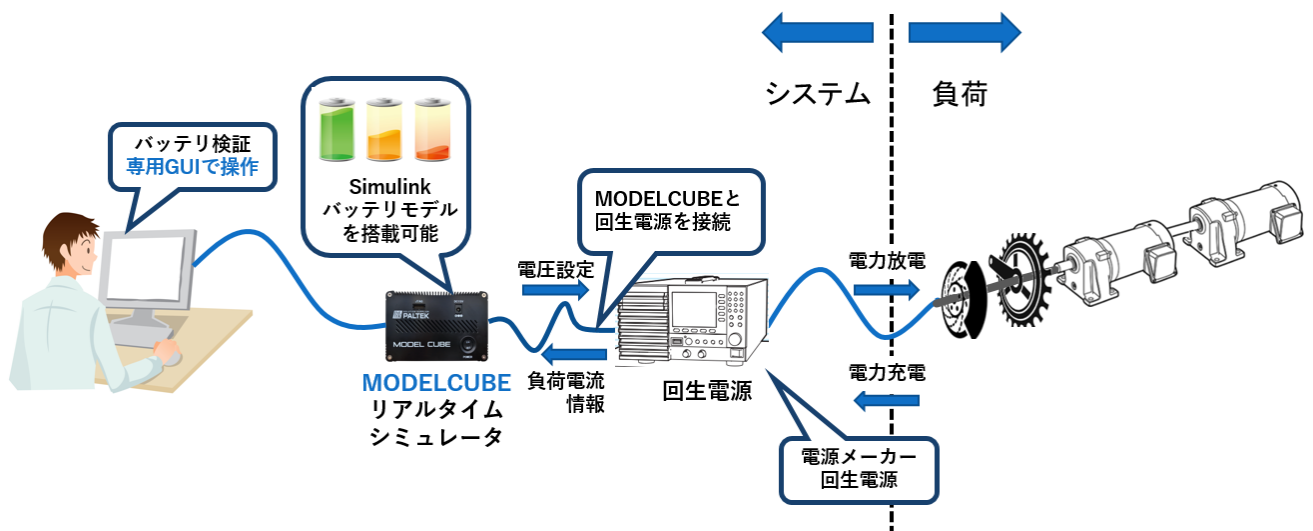 システム
負荷
バッテリ検証
専用GUIで操作
Simulink
バッテリモデル
を搭載可能
MODELCUBEと
回生電源を接続
電圧設定
電力放電
PALTEK
MODEL CUBE
MODELCUBE
リアルタイム
シミュレータ
負荷電流
情報
回生電源
電力充電
電源メーカー
回生電源